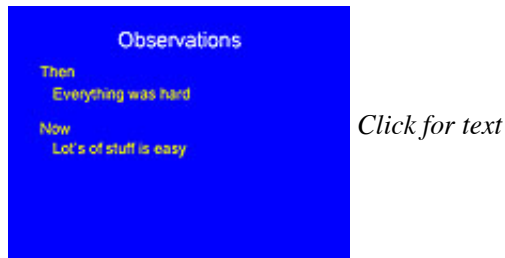 Observations
Then
Everything was hard
Now
Lot's of stuff is easy
Click for text